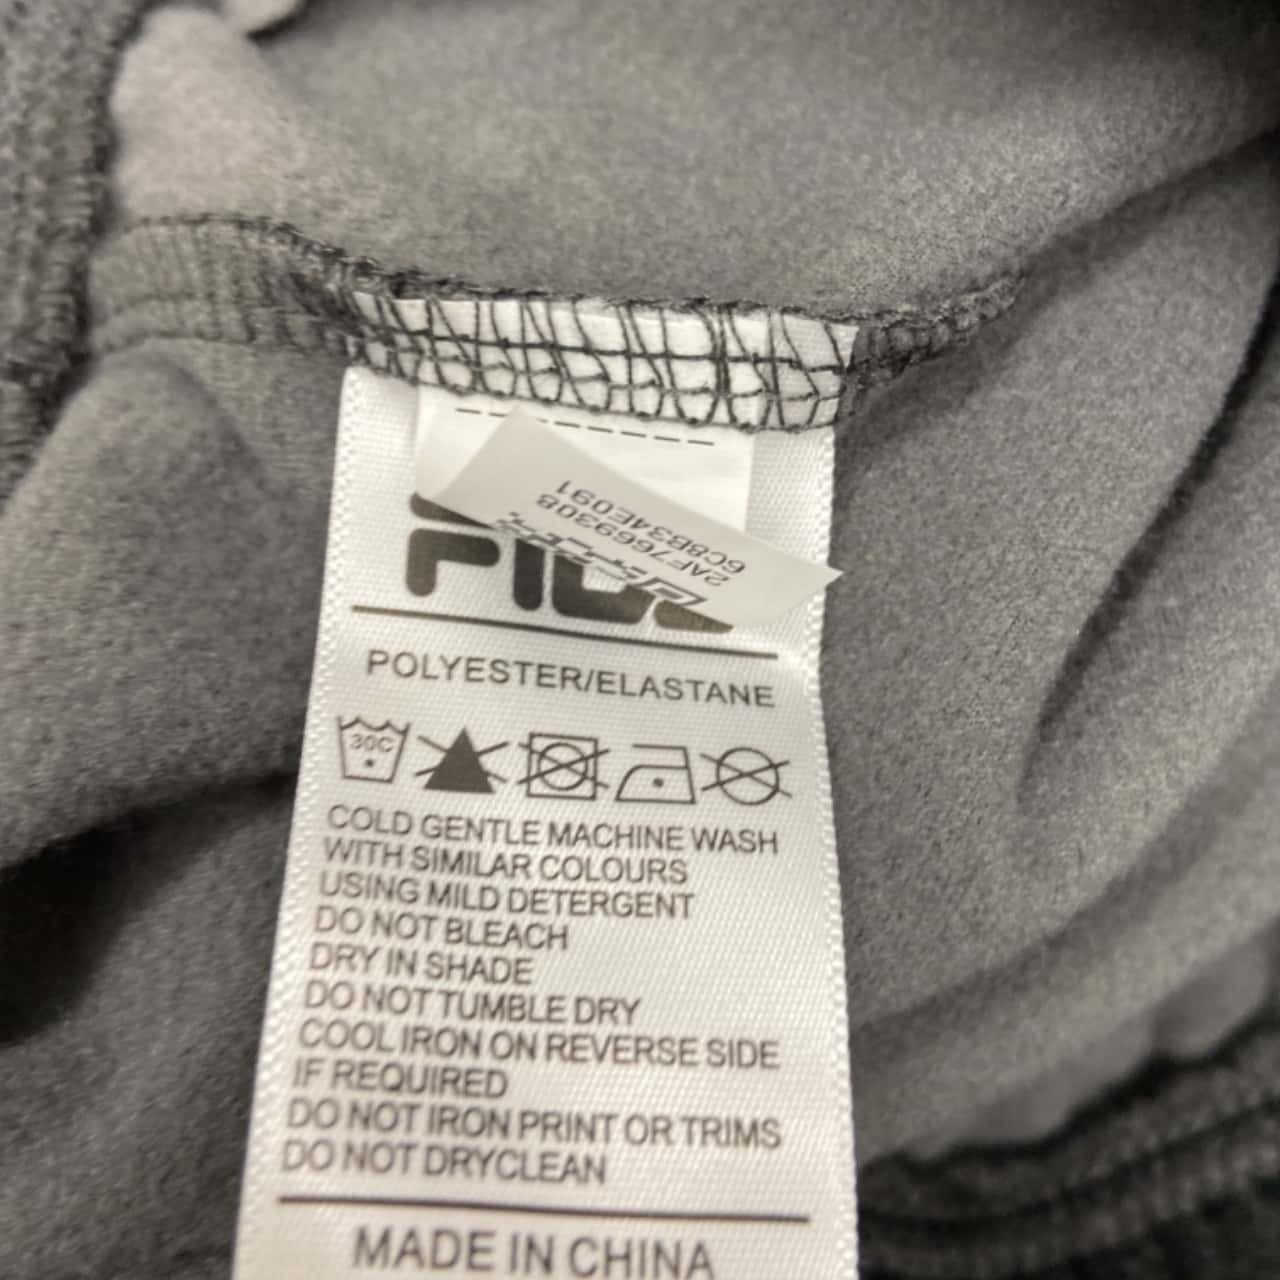 2AF7669308
6C8B34E091
FILA
POLYESTER/ELASTANE
30C
COLD GENTLE MACHINE WASH
WITH SIMILAR COLOURS
USING MILD DETERGENT
DO NOT BLEACH
DRY IN SHADE
DO NOT TUMBLE DRY
COOL IRON ON REVERSE SIDE
IF REQUIRED
DO NOT IRON PRINT OR TRIMS
DO NOT DRYCLEAN
MADE IN CHINA